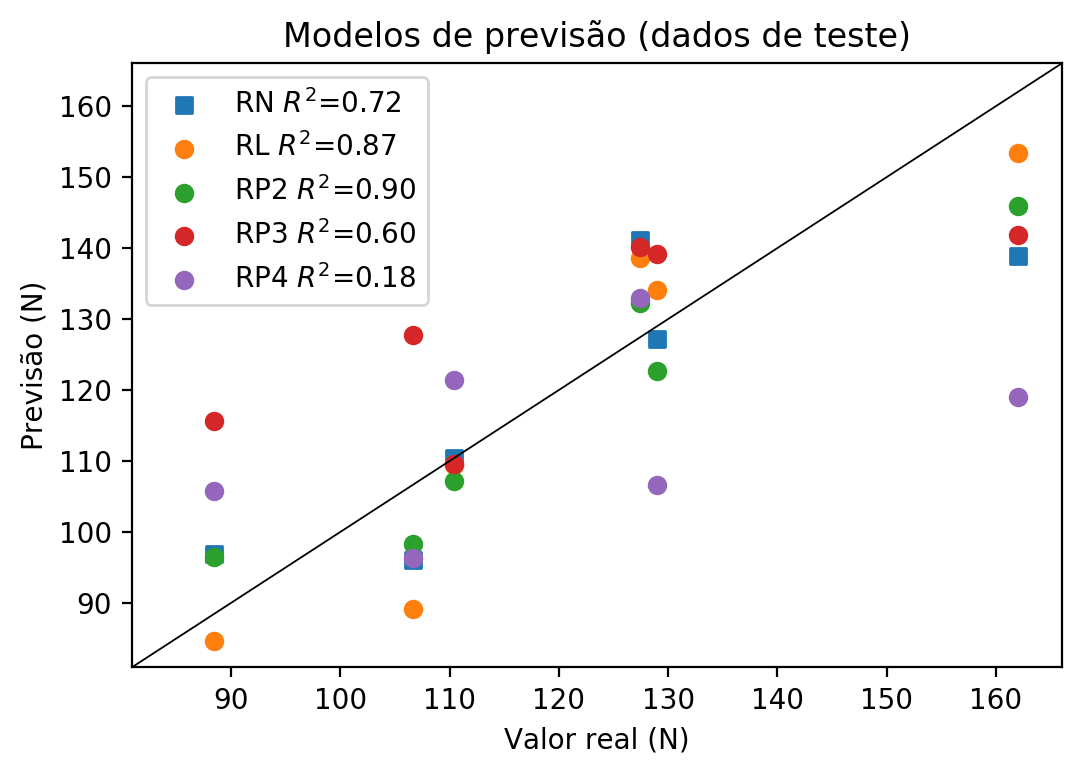 Modelos de previsão (dados de teste)
RN R²=0.72
RL R²=0.87
RP2 R²=0.90
RP3 R²=0.60
RP4 R²=0.18
Previsão (N)
160
150
140
130
120
110
100
90
90 100 110 120 130 140 150 160
Valor real (N)